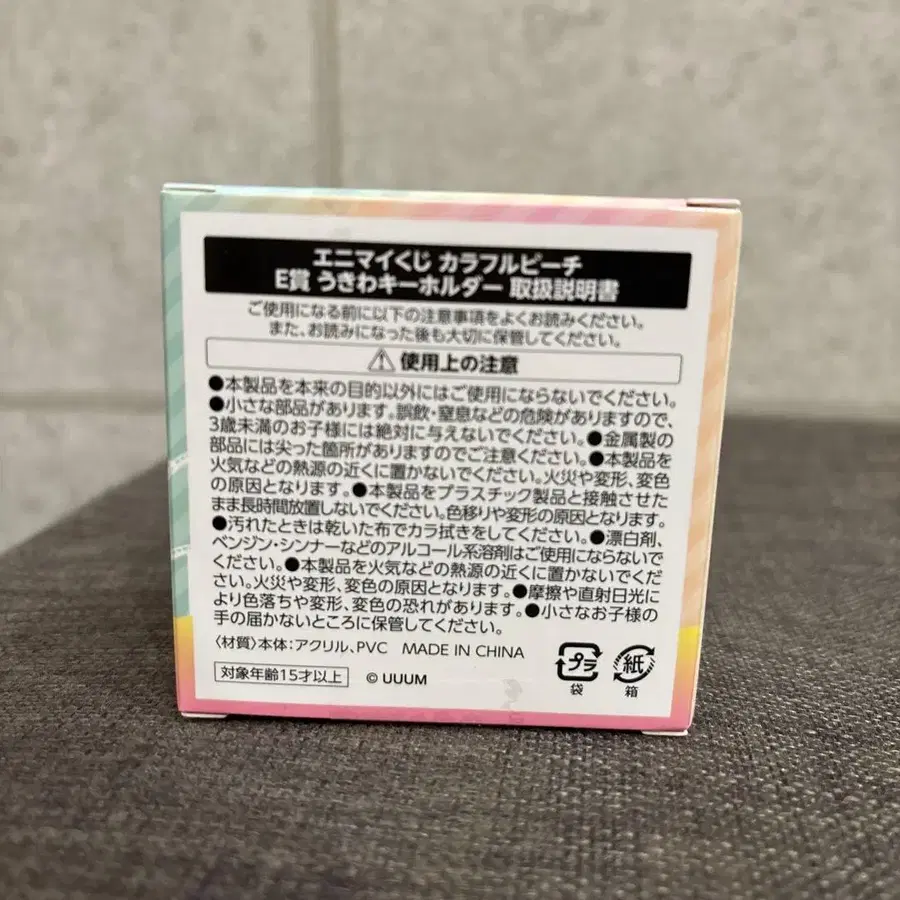 エニマイくじ カラフルピーチ
E賞 うきわキーホルダー 取扱説明書
ご使用になる前に以下の注意事項をよくお読みください。
また、お読みになった後も大切に保管してください。
⚠使用上の注意
●本製品を本来の目的以外にはご使用にならないでください。
●小さな部品があります。誤飲・窒息などの危険がありますので、
3歳未満のお子様には絶対に与えないでください。●金属製の
部品には尖った箇所がありますのでご注意ください。●本製品を
火気などの熱源の近くに置かないでください。火災や変形、変色
の原因となります。●本製品をプラスチック製品と接触させた
まま長時間放置しないでください。色移りや変形の原因となります。
●汚れたときは乾いた布でカラ拭きをしてください。●漂白剤、
ベンジン・シンナーなどのアルコール系溶剤はご使用にならないで
ください。●本製品を火気などの熱源の近くに置かないでくだ
さい。火災や変形、変色の原因となります。●摩擦や直射日光に
より色落ちや変形、変色の恐れがあります。●小さなお子様の
手の届かないところに保管してください。
〈材質〉本体：アクリル、PVC MADE IN CHINA
対象年齢15才以上 © UUUM
プラ 紙
袋 箱